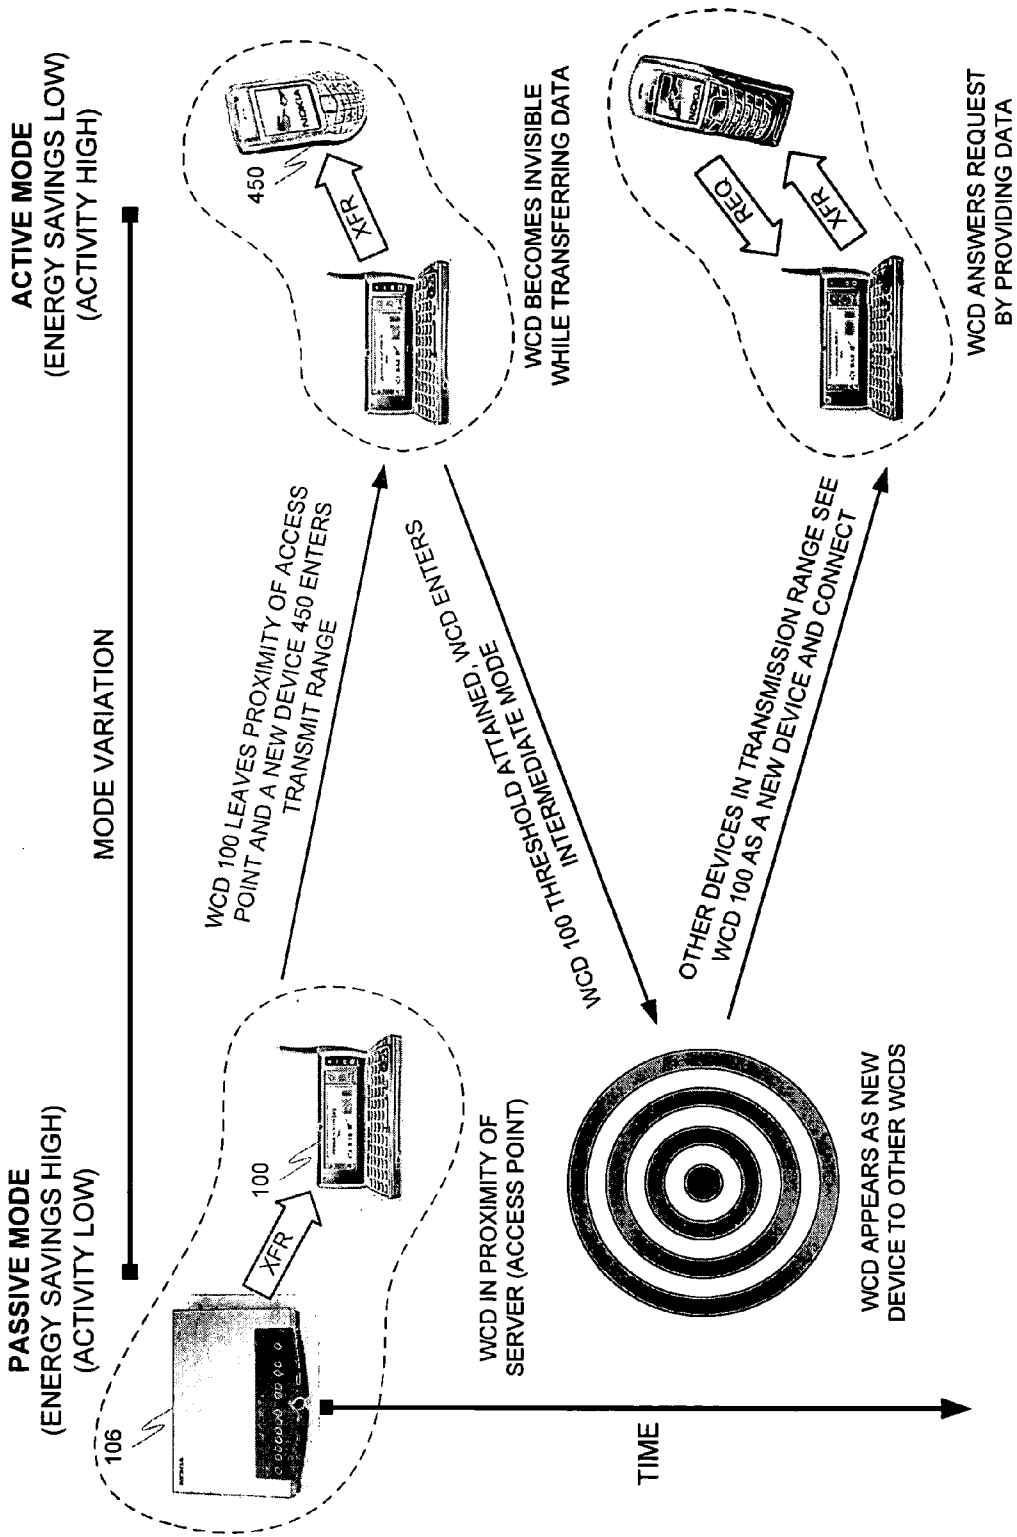 PASSIVE MODE
(ENERGY SAVINGS HIGH)
(ACTIVITY LOW)
MODE VARIATION
ACTIVE MODE
(ENERGY SAVINGS LOW)
(ACTIVITY HIGH)
106
NOKIA
XFR
100
WCD IN PROXIMITY OF
SERVER (ACCESS POINT)
WCD 100 LEAVES PROXIMITY OF ACCESS
POINT AND A NEW DEVICE 450 ENTERS
TRANSMIT RANGE
450
NOKIA
XFR
WCD BECOMES INVISIBLE
WHILE TRANSFERRING DATA
WCD 100 THRESHOLD ATTAINED, WCD ENTERS
INTERMEDIATE MODE
TIME
WCD APPEARS AS NEW
DEVICE TO OTHER WCDS
OTHER DEVICES IN TRANSMISSION RANGE SEE
WCD 100 AS A NEW DEVICE AND CONNECT
REQ
XFR
NOKIA
WCD ANSWERS REQUEST
BY PROVIDING DATA